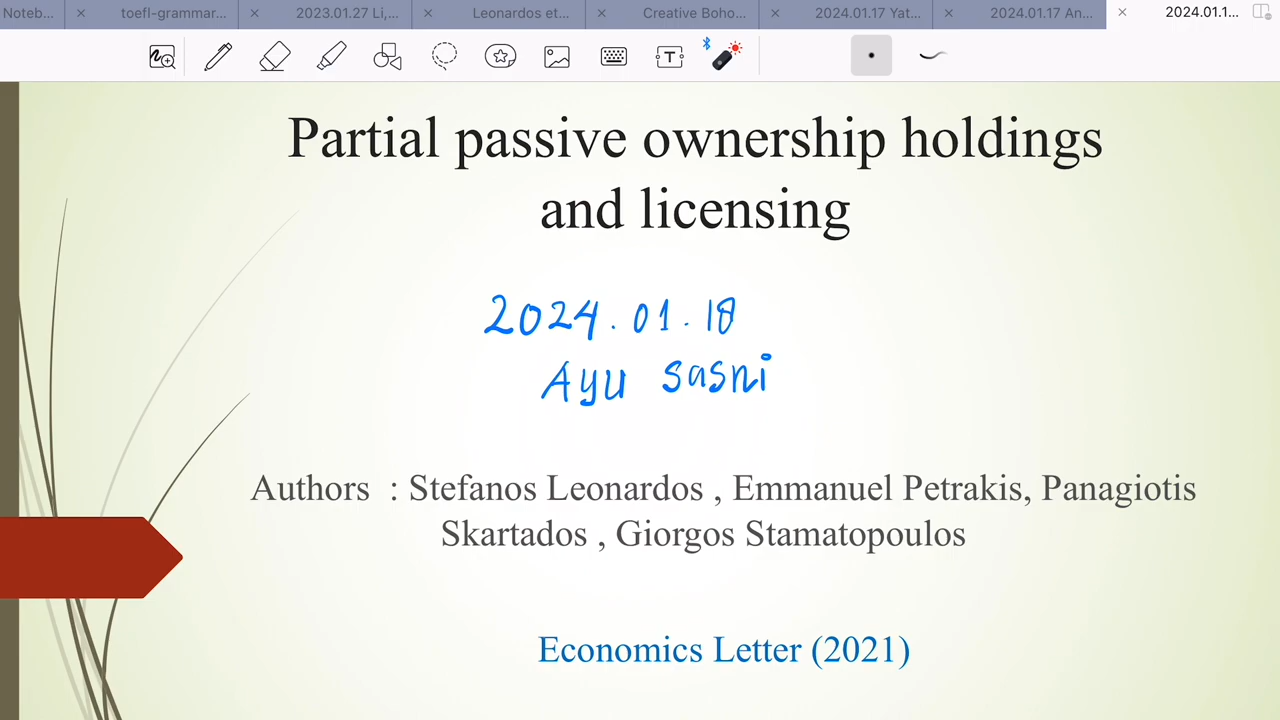 Noteb... × toefl-grammar... × 2023.01.27 Li,... × Leonardos et... × Creative Boho... × 2024.01.17 Yat... × 2024.01.17 An... × 2024.01.1...
T
Partial passive ownership holdings
and licensing
2024.01.18
Ayu Sasni
Authors : Stefanos Leonardos , Emmanuel Petrakis, Panagiotis
Skartados , Giorgos Stamatopoulos
Economics Letter (2021)